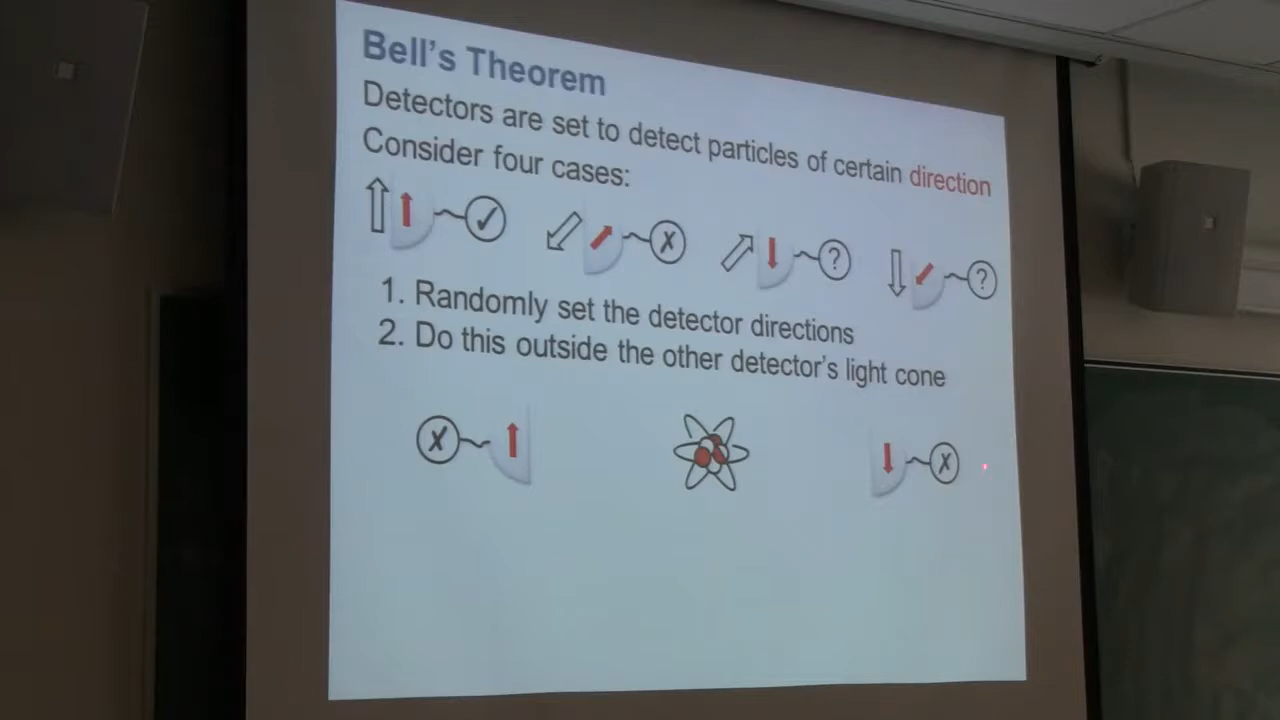 Bell's Theorem
Detectors are set to detect particles of certain direction
Consider four cases:
✓ X ? ?
1. Randomly set the detector directions
2. Do this outside the other detector's light cone
X X